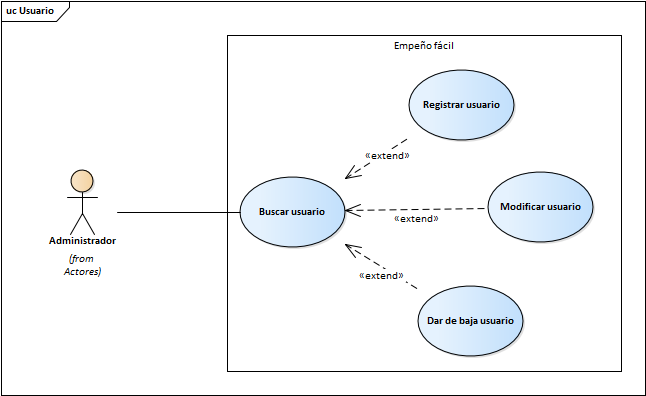 uc Usuario
Empeño fácil
Registrar usuario
«extend»
Buscar usuario
Modificar usuario
«extend»
Administrador
(from
Actores)
«extend»
Dar de baja usuario